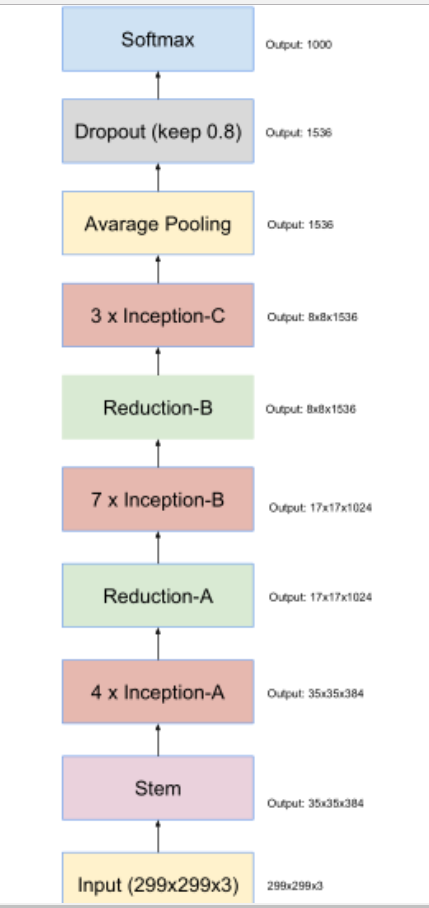 Softmax
Output: 1000
Dropout (keep 0.8)
Output: 1536
Avarage Pooling
Output: 1536
3 x Inception-C
Output: 8x8x1536
Reduction-B
Output: 8x8x1536
7 x Inception-B
Output: 17x17x1024
Reduction-A
Output: 17x17x1024
4 x Inception-A
Output: 35x35x384
Stem
Output: 35x35x384
Input (299x299x3)
299x299x3